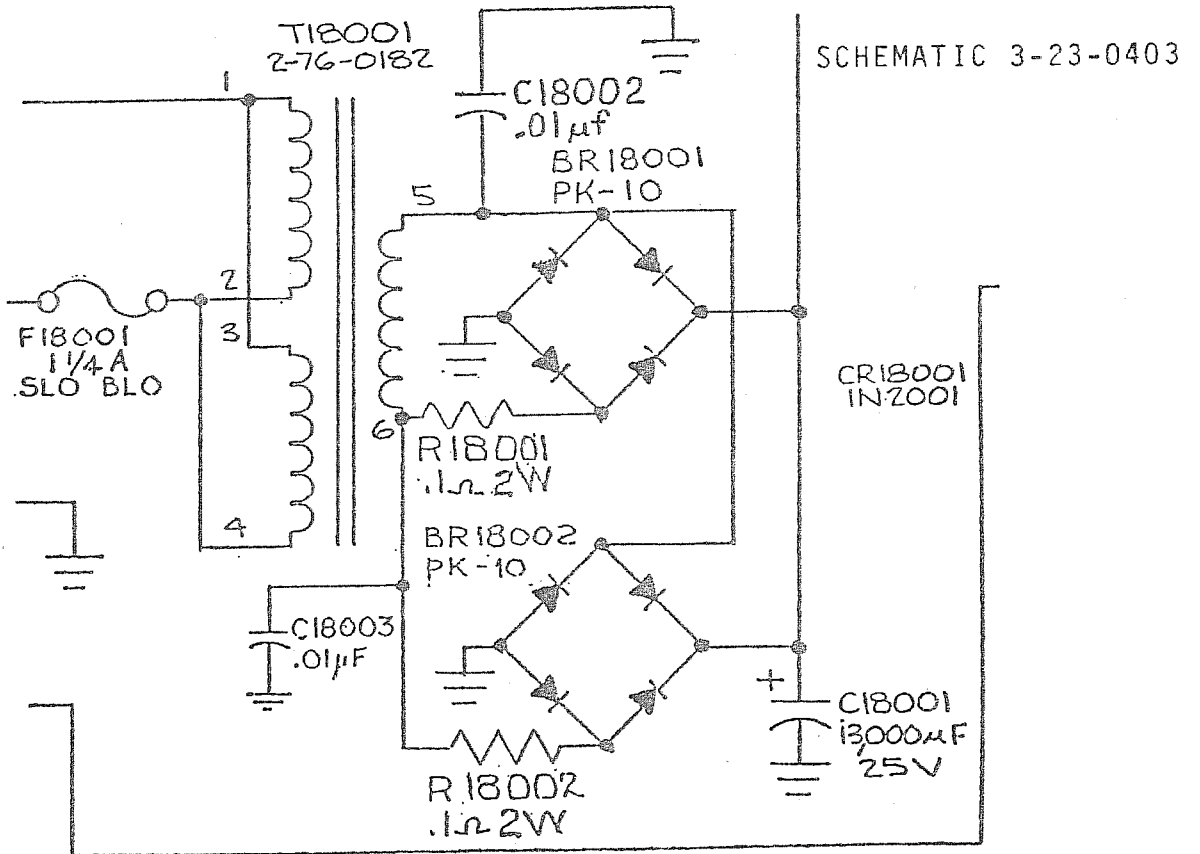 T18001
2-76-0182
SCHEMATIC 3-23-0403
1
C18002
.01μf
BR18001
PK-10
5
2
F18001
1 1/4 A
SLO BLO
3
CR18001
1N2001
6
R18001
.1Ω 2W
4
BR18002
PK-10
C18003
.01μF
+
C18001
13,000μF
25V
R18002
.1Ω 2W